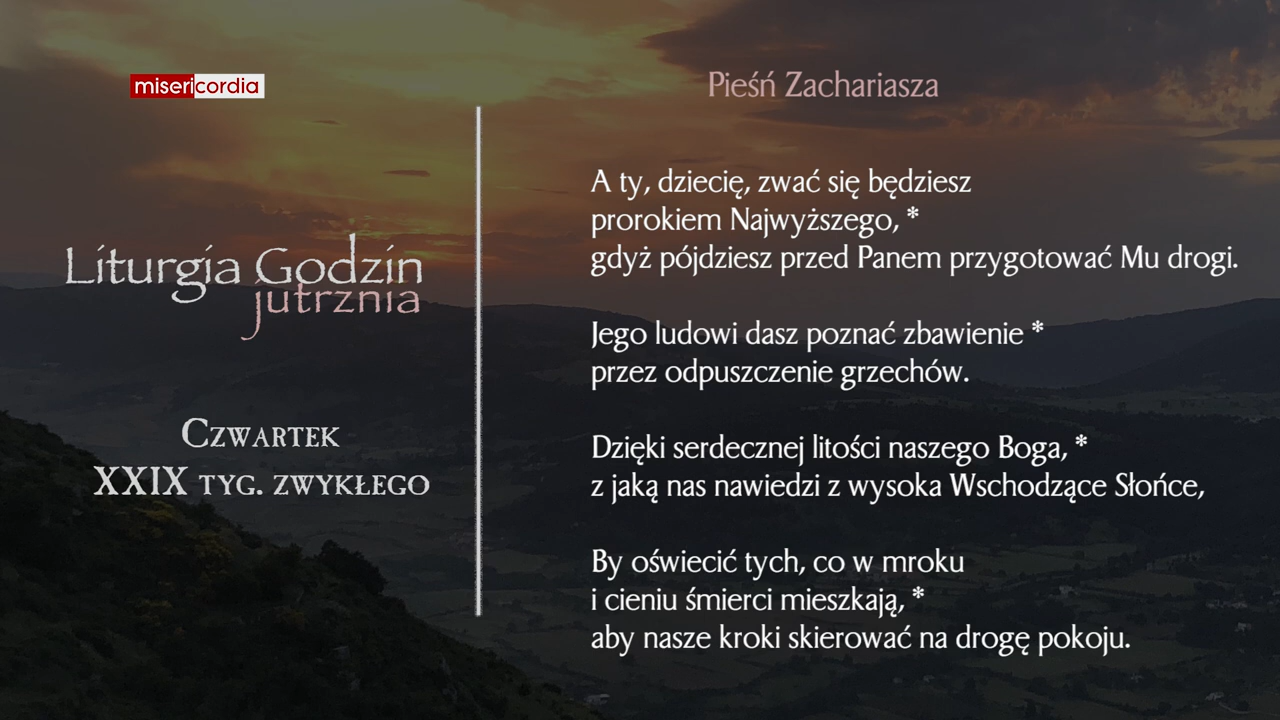 misericordia
Liturgia Godzin
jutrznia
Czwartek
XXIX tyg. zwykłego
Pieśń Zachariasza
A ty, dziecię, zwać się będziesz
prorokiem Najwyższego, *
gdyż pójdziesz przed Panem przygotować Mu drogi.
Jego ludowi dasz poznać zbawienie *
przez odpuszczenie grzechów.
Dzięki serdecznej litości naszego Boga, *
z jaką nas nawiedzi z wysoka Wschodzące Słońce,
By oświecić tych, co w mroku
i cieniu śmierci mieszkają, *
aby nasze kroki skierować na drogę pokoju.